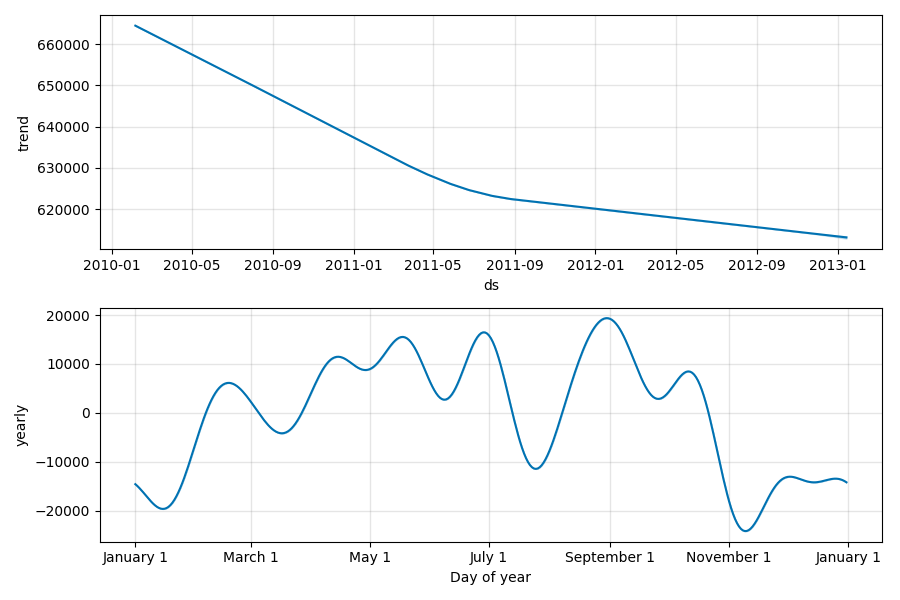 660000
650000
640000
630000
620000
trend
2010-01 2010-05 2010-09 2011-01 2011-05 2011-09 2012-01 2012-05 2012-09 2013-01
ds
20000
10000
0
−10000
−20000
yearly
January 1 March 1 May 1 July 1 September 1 November 1 January 1
Day of year